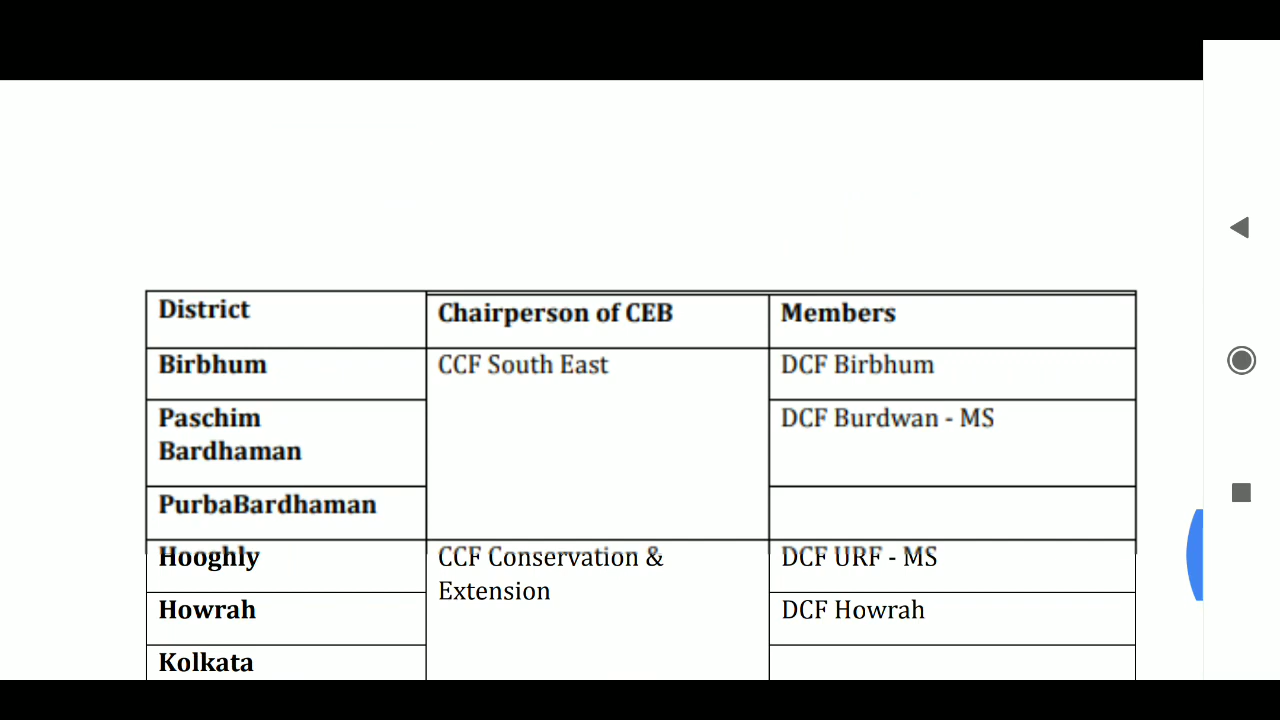 District Chairperson of CEB Members
Birbhum CCF South East DCF Birbhum
Paschim DCF Burdwan - MS
Bardhaman
PurbaBardhaman
Hooghly CCF Conservation & DCF URF - MS
Extension
Howrah DCF Howrah
Kolkata